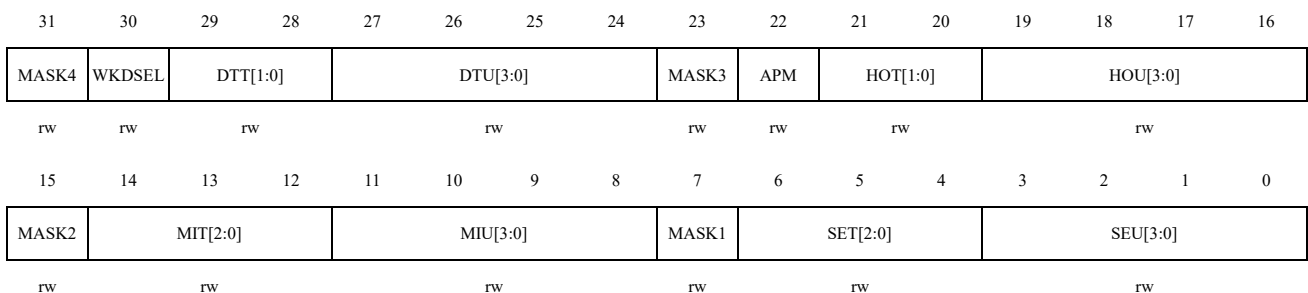 31 30 29 28 27 26 25 24 23 22 21 20 19 18 17 16
MASK4 WKDSEL DTT[1:0] DTU[3:0] MASK3 APM HOT[1:0] HOU[3:0]
rw rw rw rw rw rw rw rw
15 14 13 12 11 10 9 8 7 6 5 4 3 2 1 0
MASK2 MIT[2:0] MIU[3:0] MASK1 SET[2:0] SEU[3:0]
rw rw rw rw rw rw